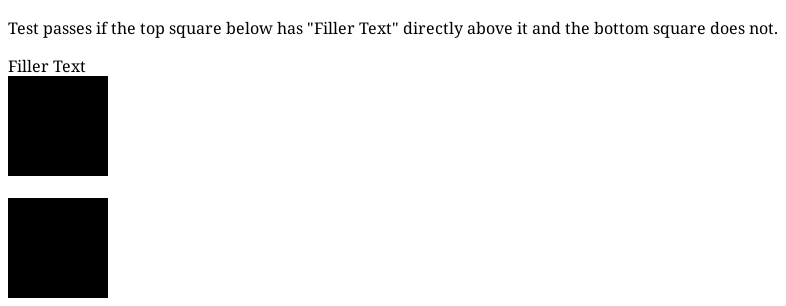 Test passes if the top square below has "Filler Text" directly above it and the bottom square does not.
Filler Text